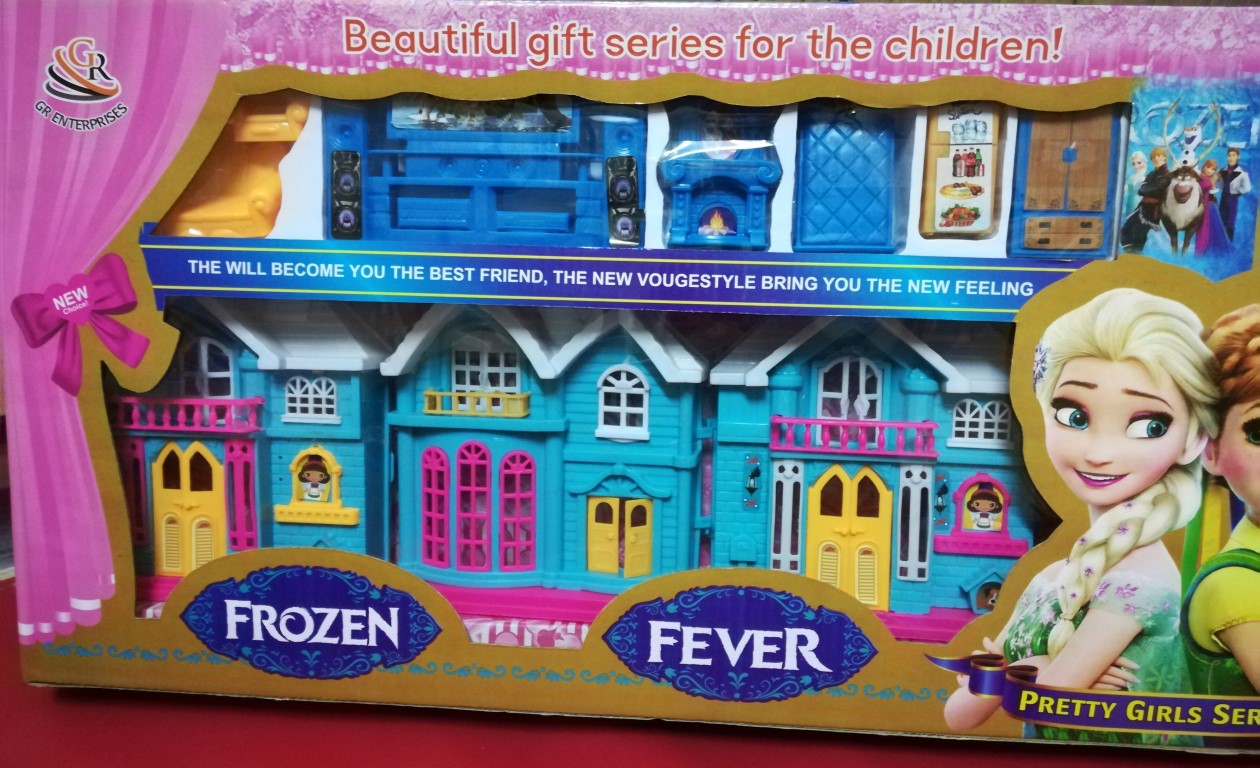 Beautiful gift series for the children!
GR
GR ENTERPRISES
THE WILL BECOME YOU THE BEST FRIEND, THE NEW VOUGESTYLE BRING YOU THE NEW FEELING
NEW
Choice!
FROZEN
FEVER
PRETTY GIRLS SER